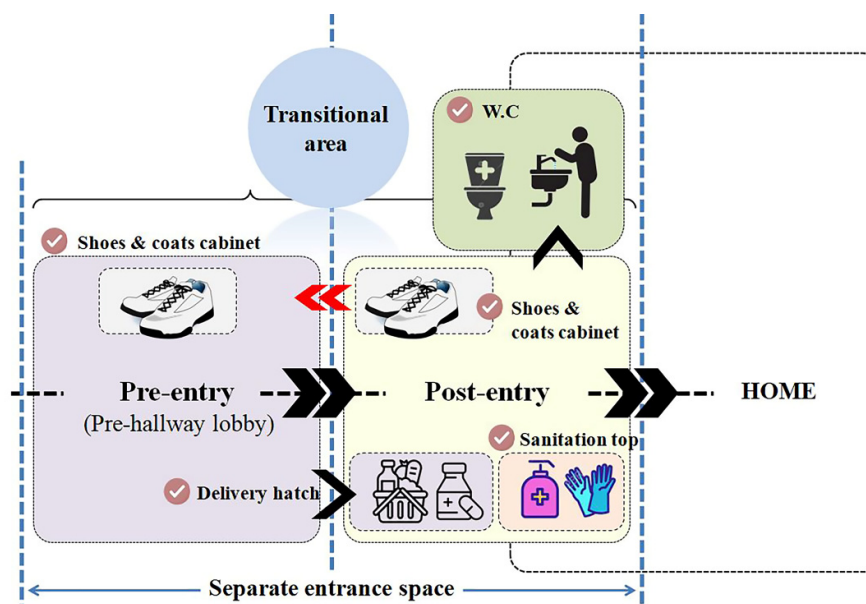 Transitional
area
W.C
Shoes & coats cabinet
Shoes &
coats cabinet
Pre-entry
(Pre-hallway lobby)
Post-entry
HOME
Sanitation top
Delivery hatch
Separate entrance space